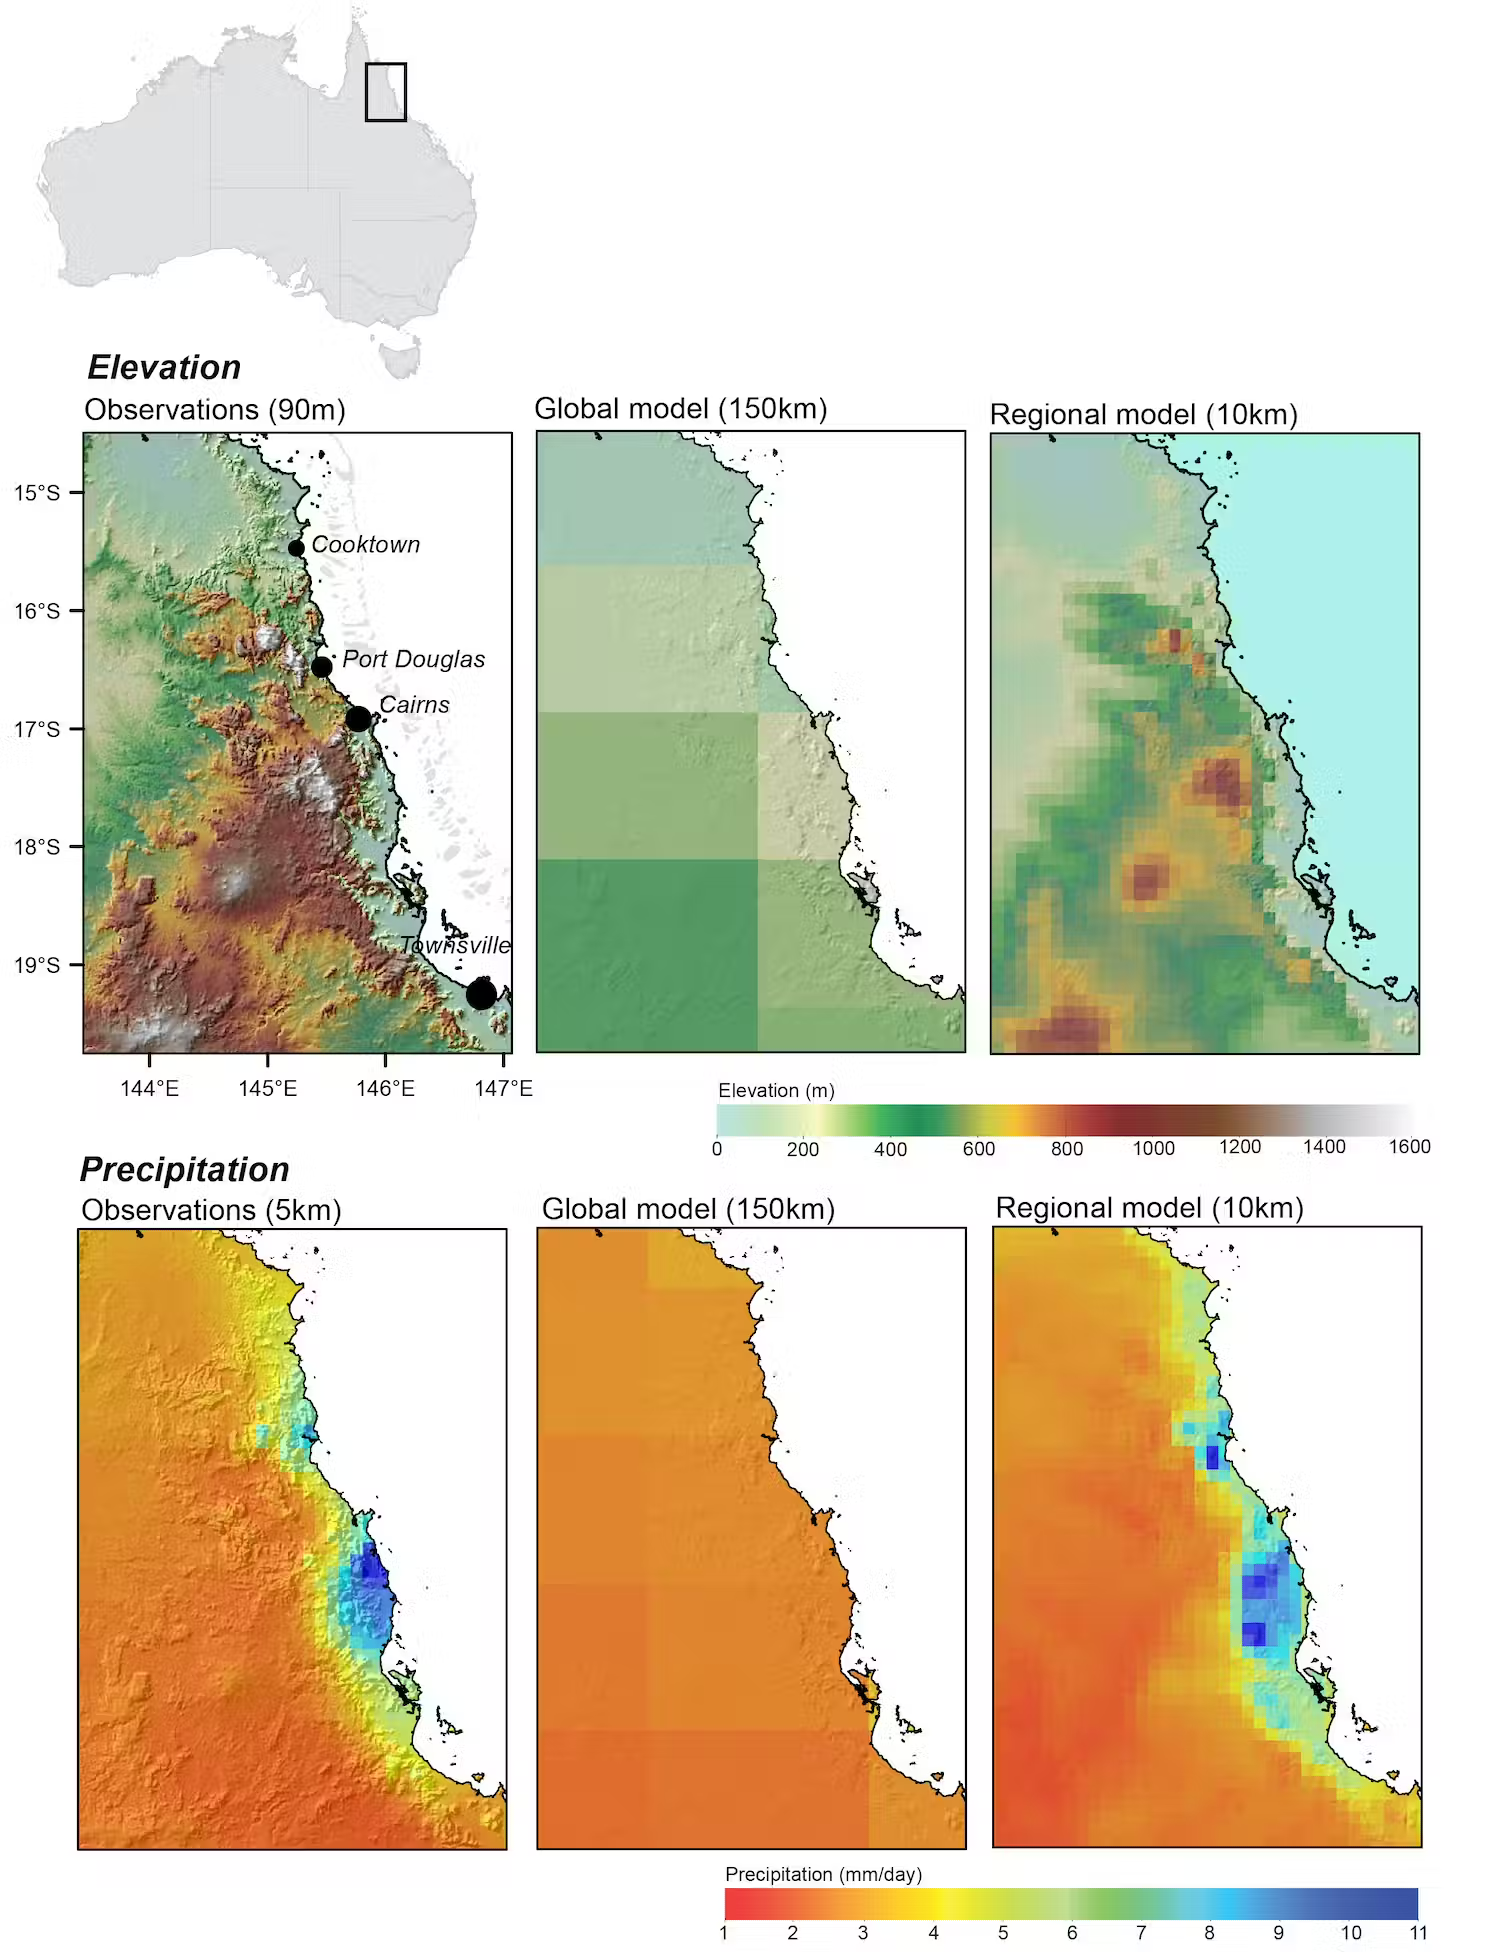 Elevation
Observations (90m)
Global model (150km)
Regional model (10km)
15°S
16°S
17°S
18°S
19°S
Cooktown
Port Douglas
Cairns
Townsville
144°E
145°E
146°E
147°E
Elevation (m)
0 200 400 600 800 1000 1200 1400 1600
Precipitation
Observations (5km)
Global model (150km)
Regional model (10km)
Precipitation (mm/day)
1 2 3 4 5 6 7 8 9 10 11